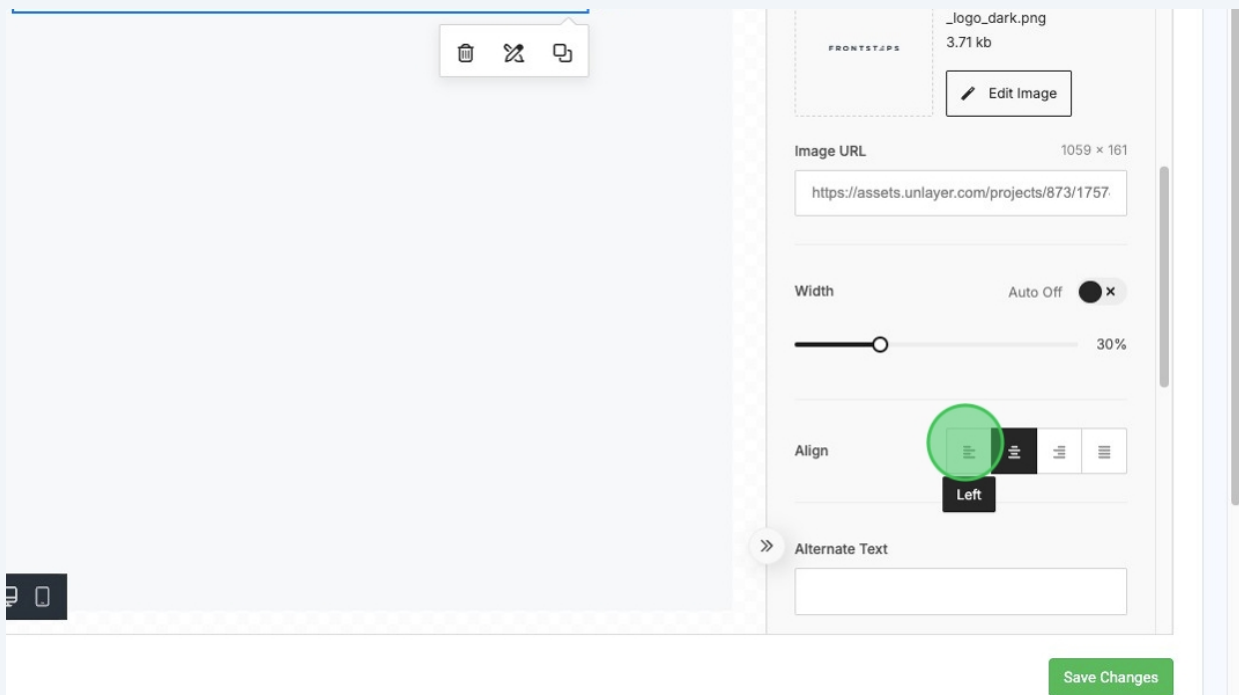 _logo_dark.png
FRONTSTEPS
3.71 kb
Edit Image
Image URL
1059 × 161
https://assets.unlayer.com/projects/873/1757
Width
Auto Off
30%
Align
Left
Alternate Text
Save Changes